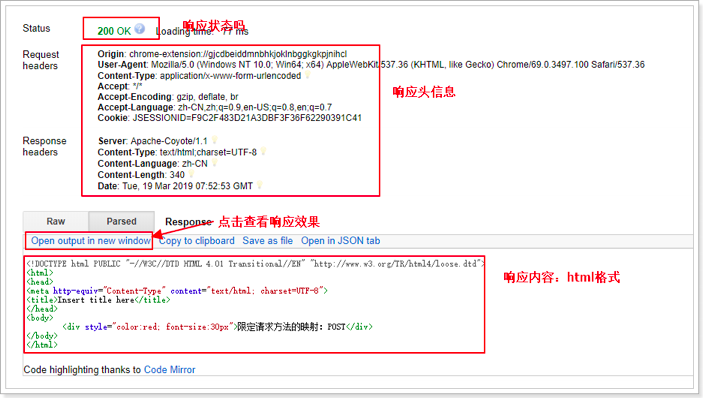 Status
200 OK
响应状态吗
Loading time: 77 ms
Request headers
Origin: chrome-extension://gjcdbeiddmnbhkjoklnbggkgkpjnihcl
User-Agent: Mozilla/5.0 (Windows NT 10.0; Win64; x64) AppleWebKit/537.36 (KHTML, like Gecko) Chrome/69.0.3497.100 Safari/537.36
Content-Type: application/x-www-form-urlencoded
Accept: "*/"
Accept-Encoding: gzip, deflate, br
Accept-Language: zh-CN,zh;q=0.9,en-US;q=0.8,en;q=0.7
Cookie: JSESSIONID=F9C2F483D21A3DBF3F36F62290391C41
响应头信息
Response headers
Server: Apache-Coyote/1.1
Content-Type: text/html;charset=UTF-8
Content-Language: zh-CN
Content-Length: 340
Date: Tue, 19 Mar 2019 07:52:53 GMT
Raw Parsed Response
点击查看响应效果
Open output in new window Copy to clipboard Save as file Open in JSON tab
<!DOCTYPE html PUBLIC "-//W3C//DTD HTML 4.01 Transitional//EN" "http://www.w3.org/TR/html4/loose.dtd">
<html>
<head>
<meta http-equiv="Content-Type" content="text/html; charset=UTF-8">
<title>Insert title here</title>
</head>
<body>
<div style="color:red; font-size:30px">限定请求方法的映射：POST</div>
</body>
</html>
响应内容：html格式
Code highlighting thanks to Code Mirror